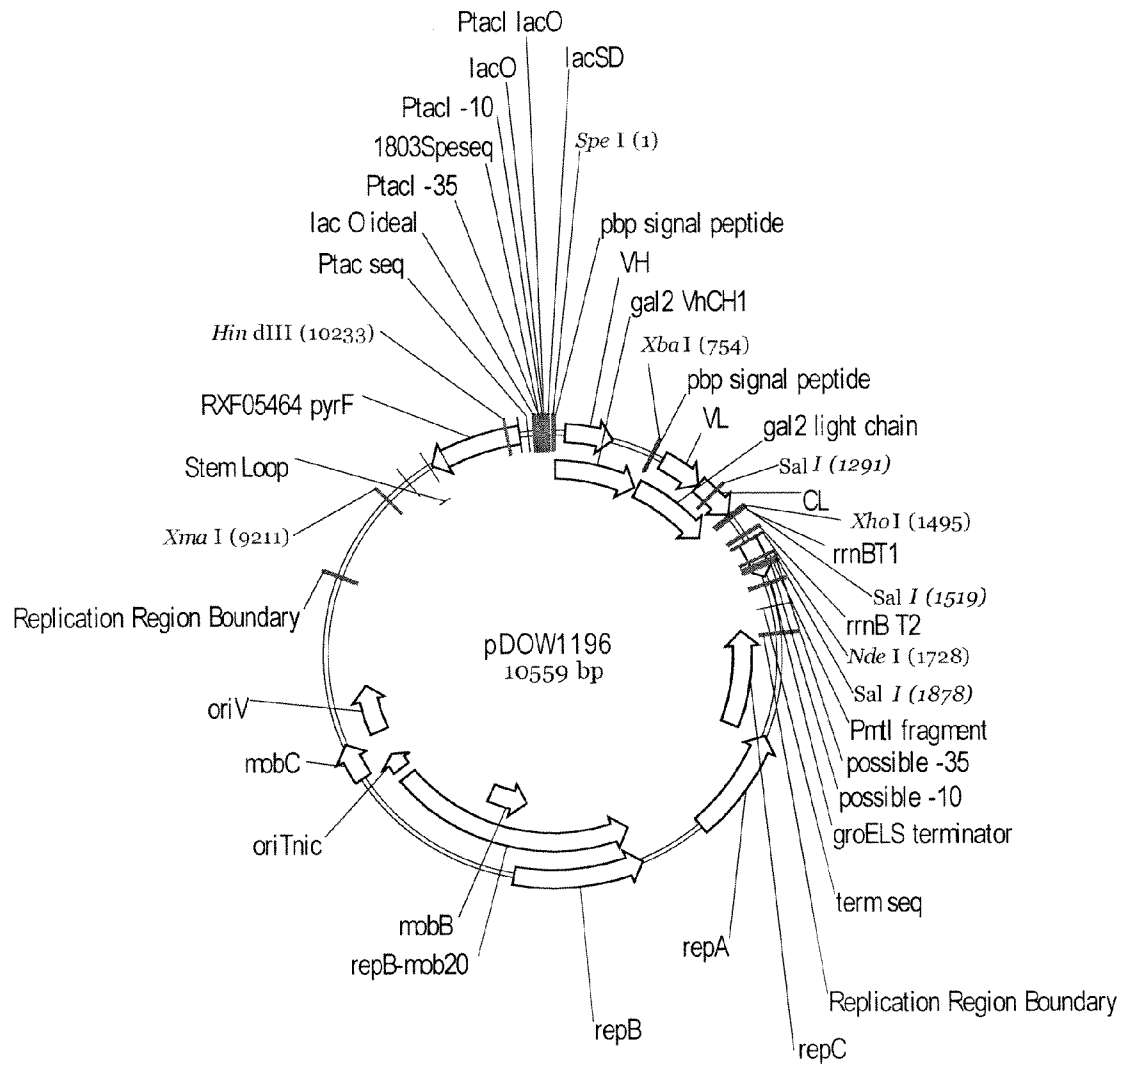 PtacI lacO
lacO
lacSD
PtacI -10
1803Speseq
Spe I (1)
PtacI -35
lac O ideal
pbp signal peptide
Ptac seq
VH
gal2 VhCH1
Hin dIII (10233)
Xba I (754)
pbp signal peptide
RXF05464 pyrF
VL
gal2 light chain
Stem Loop
Sal I (1291)
CL
Xma I (9211)
Xho I (1495)
rrnBT1
Sal I (1519)
Replication Region Boundary
rrnB T2
pDOW1196
10559 bp
Nde I (1728)
Sal I (1878)
oriV
PmtI fragment
mobC
possible -35
possible -10
oriTnic
groELS terminator
term seq
mobB
repA
repB-mob20
Replication Region Boundary
repB
repC